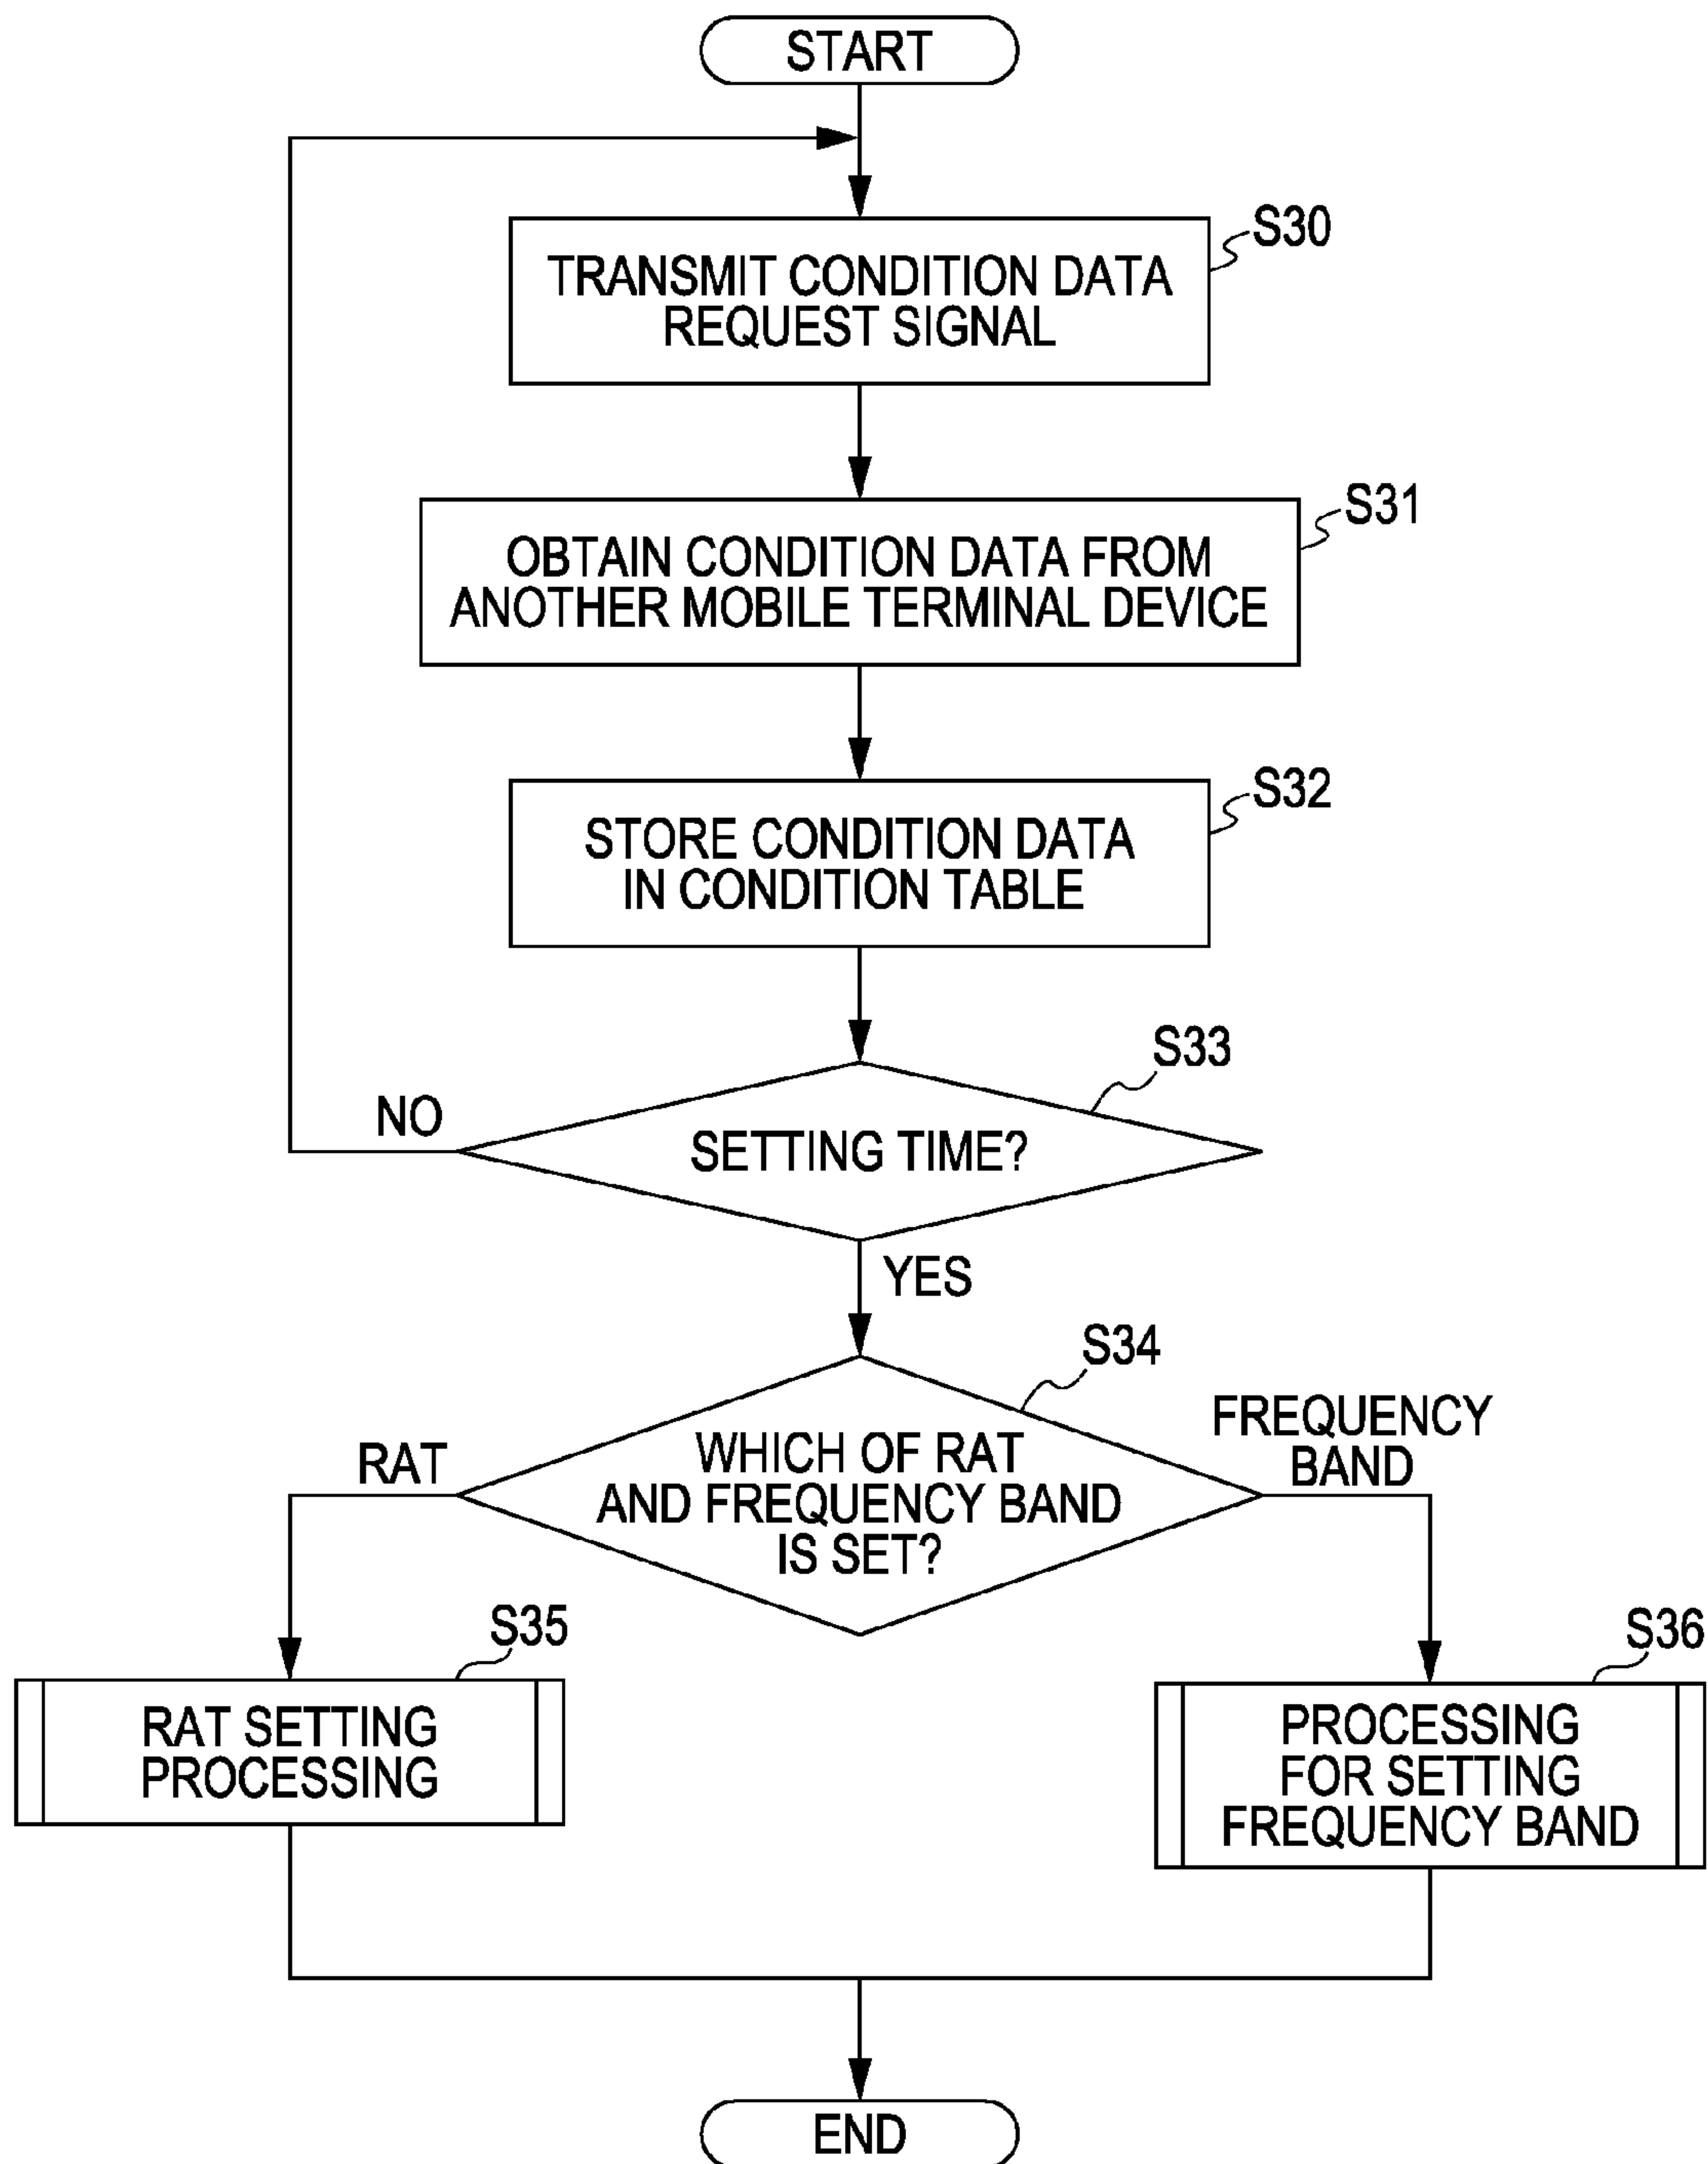 START
S30
TRANSMIT CONDITION DATA
REQUEST SIGNAL
S31
OBTAIN CONDITION DATA FROM
ANOTHER MOBILE TERMINAL DEVICE
S32
STORE CONDITION DATA
IN CONDITION TABLE
S33
NO
SETTING TIME?
YES
S34
FREQUENCY
BAND
RAT
WHICH OF RAT
AND FREQUENCY BAND
IS SET?
S35
RAT SETTING
PROCESSING
S36
PROCESSING
FOR SETTING
FREQUENCY BAND
END